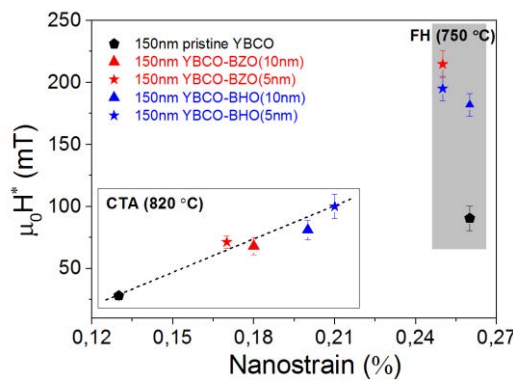 FH (750 °C)
150nm pristine YBCO
150nm YBCO-BZO(10nm)
150nm YBCO-BZO(5nm)
150nm YBCO-BHO(10nm)
150nm YBCO-BHO(5nm)
250
200
150
100
50
μ₀H* (mT)
CTA (820 °C)
0,12 0,15 0,18 0,21 0,24 0,27
Nanostrain (%)